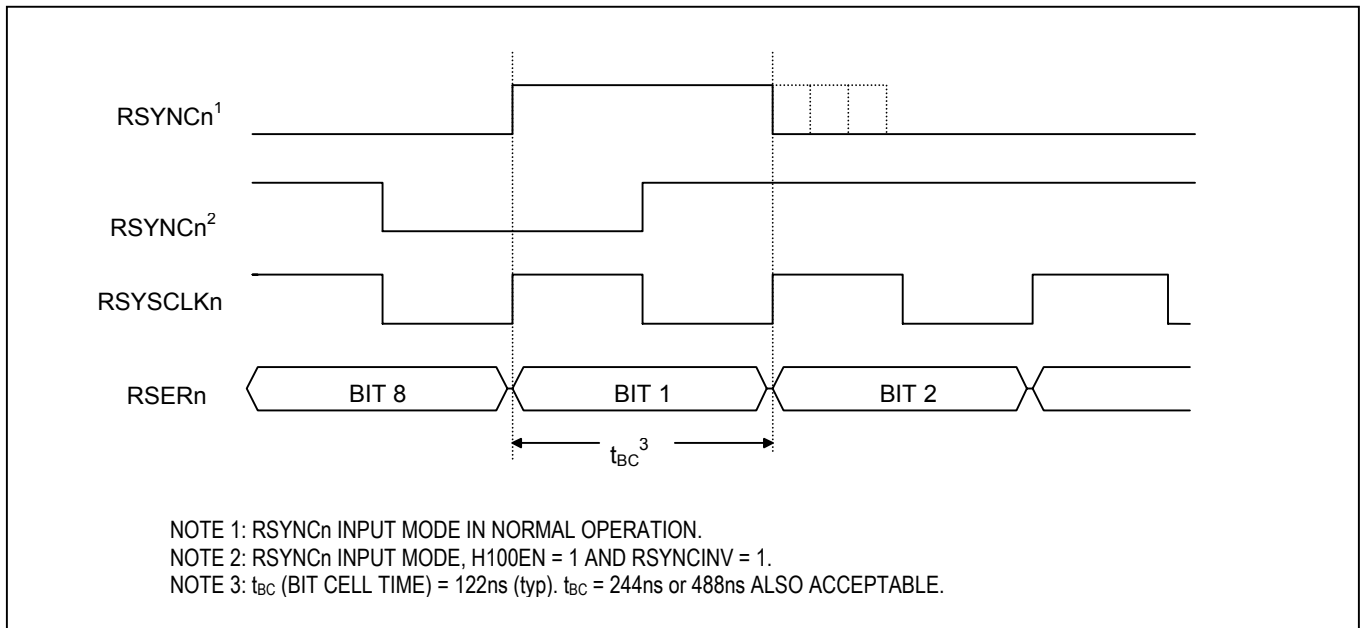 RSYNCn¹
RSYNCn²
RSYSCLKn
RSERn
BIT 8
BIT 1
BIT 2
tBC³
NOTE 1: RSYNCn INPUT MODE IN NORMAL OPERATION.
NOTE 2: RSYNCn INPUT MODE, H100EN = 1 AND RSYNCINV = 1.
NOTE 3: tBC (BIT CELL TIME) = 122ns (typ). tBC = 244ns or 488ns ALSO ACCEPTABLE.